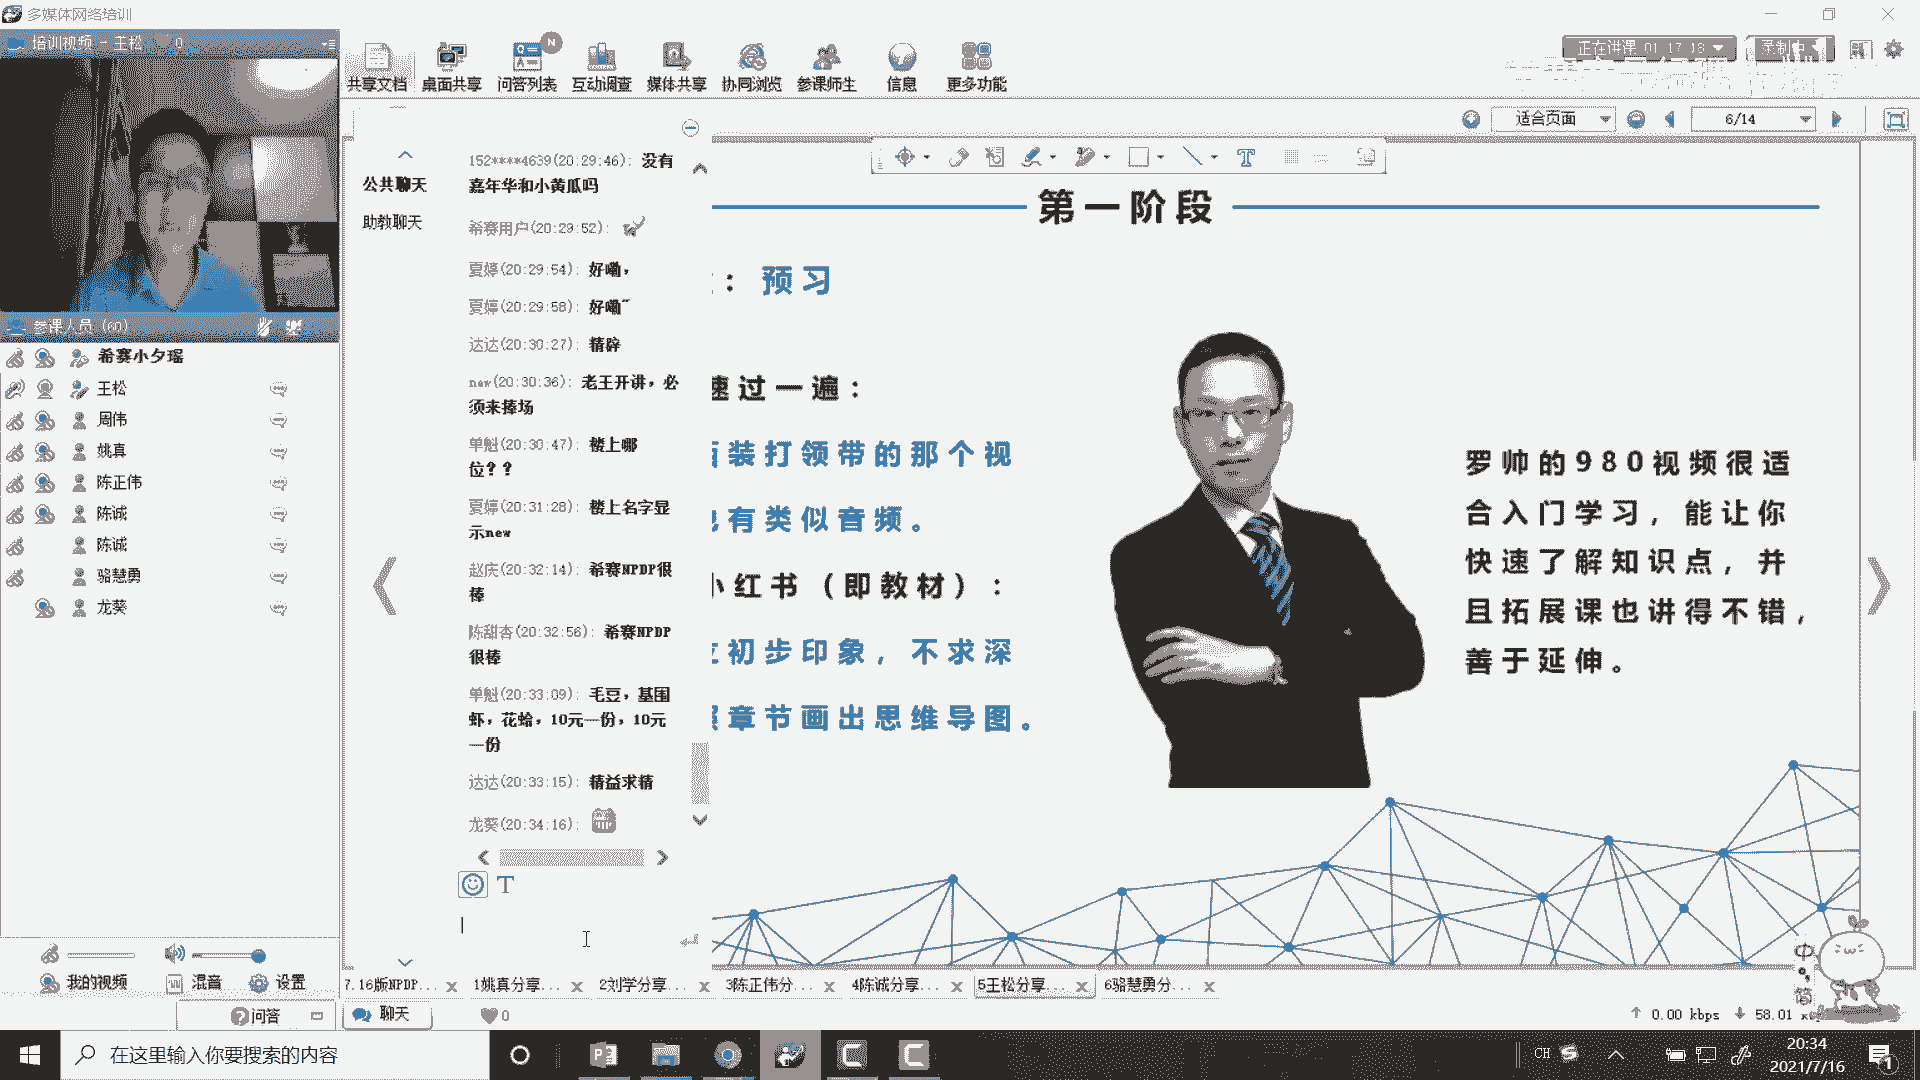 多媒体网络培训
培训视频 - 王松 0
共享文档
桌面共享
问答列表
互动调查
媒体共享
协同浏览
参课师生
信息
更多功能
N
正在讲课 01:17:18
录制中
适合页面
6/14
公共聊天
助教聊天
152****4639(20:29:46): 没有
嘉年华和小黄瓜吗
希赛用户(20:29:52):
夏婷(20:29:54): 好嘞,
夏婷(20:29:58): 好嘞~
达达(20:30:27): 精辟
new(20:30:36): 老王开讲，必
须来捧场
单魁(20:30:47): 楼上哪
位？？
夏婷(20:31:28): 楼上名字显
示new
赵庆(20:32:14): 希赛NPDP很
棒
陈甜杏(20:32:56): 希赛NPDP
很棒
单魁(20:33:09): 毛豆，基围
虾，花蛤，10元一份，10元
一份
达达(20:33:15): 精益求精
龙葵(20:34:16):
参课人员 (60)
希赛小夕瑶
王松
周伟
姚真
陈正伟
陈诚
陈诚
骆慧勇
龙葵
第一阶段
：预习
速过一遍：
装打领带的那个视
有类似音频。
小红书（即教材）：
初步印象，不求深
章节画出思维导图。
罗帅的980视频很适
合入门学习，能让你
快速了解知识点，并
且拓展课也讲得不错，
善于延伸。
我的视频
混音
设置
问答
7.16版NPDP...
1姚真分享...
2刘学分享...
3陈正伟分...
4陈诚分享...
5王松分享...
6骆慧勇分...
聊天
0
0.00 kbps
58.01
中
简
在这里输入你要搜索的内容
CH
20:34
2021/7/16
1